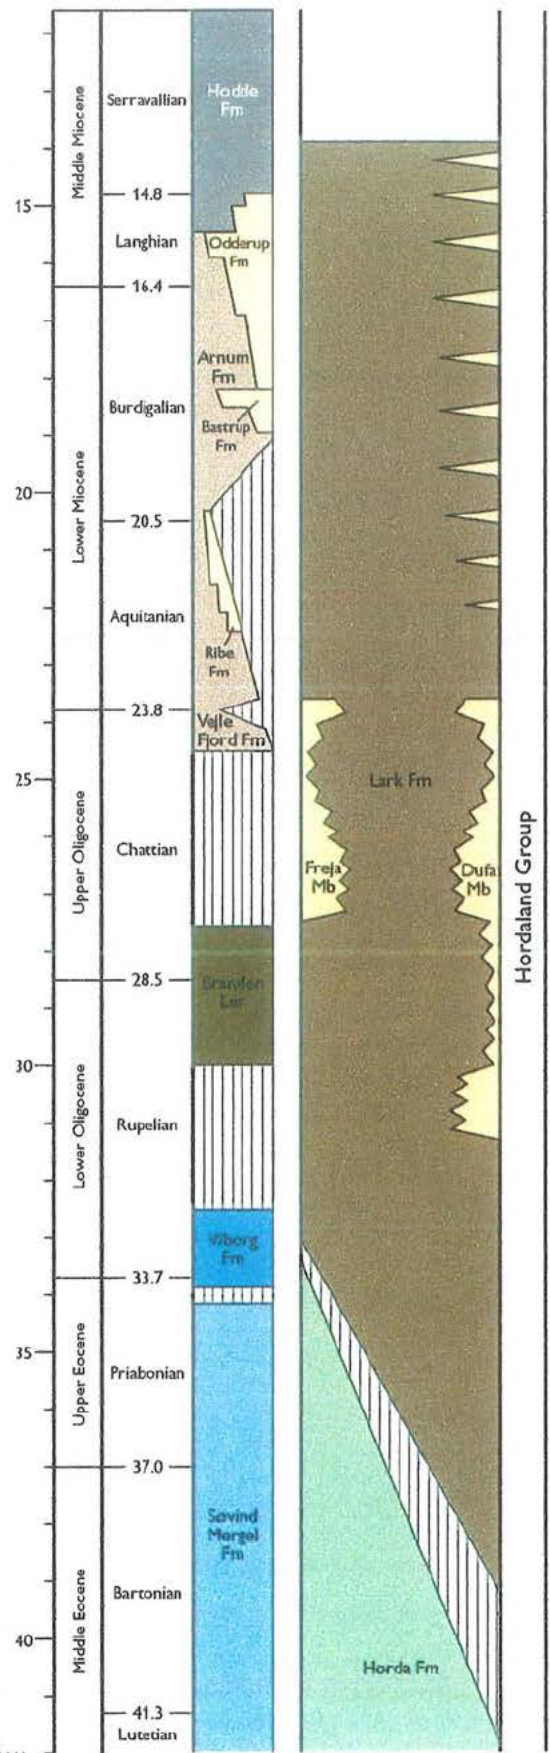 Middle Miocene
Serravallian
Hodde
Fm
14.8
15
Langhian
Odderup
Fm
16.4
Lower Miocene
Arnum
Fm
Burdigalian
Bastrup
Fm
20
20.5
Aquitanian
Ribe
Fm
23.8
Vejle
Fjord Fm
25
Upper Oligocene
Chattian
Lark Fm
Freja
Mb
Dufa
Mb
Hordaland Group
28.5
Branden
Ler
30
Lower Oligocene
Rupelian
Viborg
Fm
33.7
35
Upper Eocene
Priabonian
37.0
Søvind
Mergel
Fm
Middle Eocene
Bartonian
40
Horda Fm
41.3
Lutetian